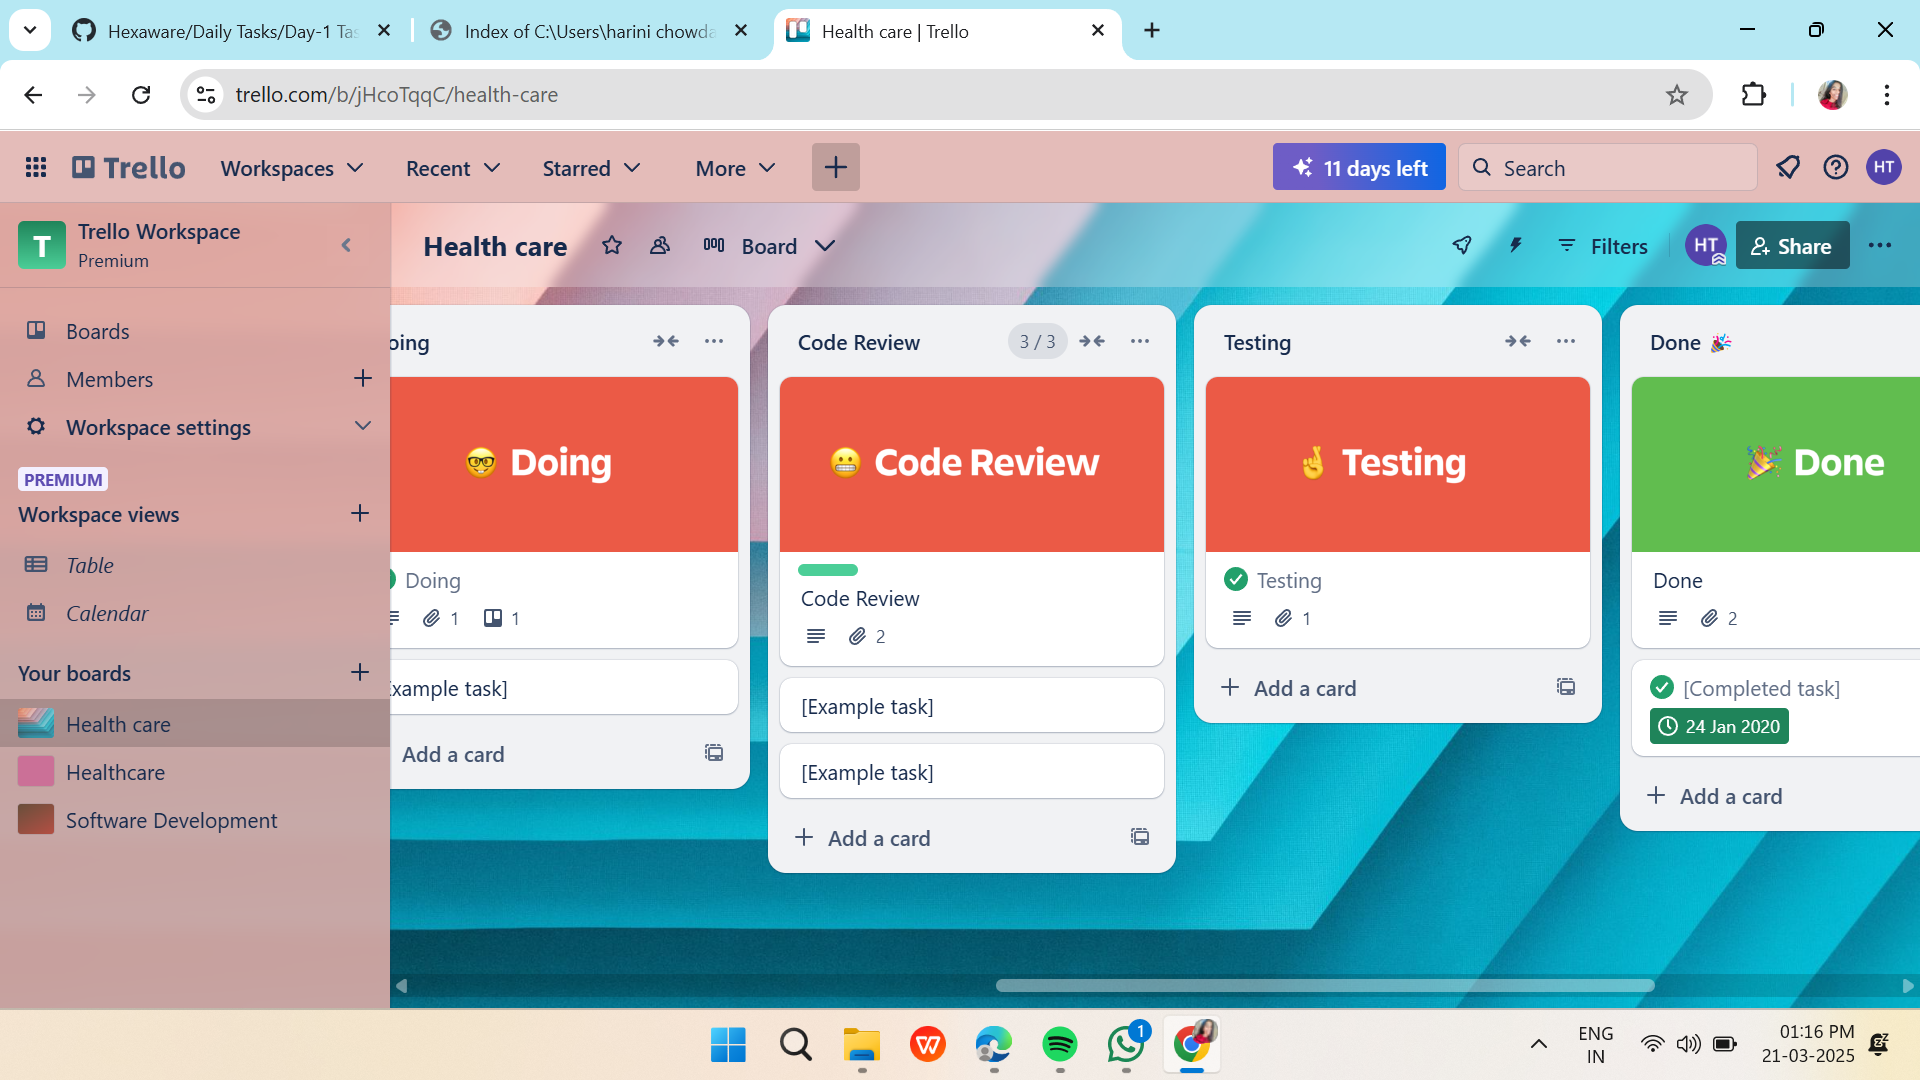 Hexaware/Daily Tasks/Day-1 Tas
Index of C:\Users\harini chowda
Health care | Trello
trello.com/b/jHcoTqqC/health-care
Trello
Workspaces
Recent
Starred
More
11 days left
Search
HT
T
Trello Workspace
Premium
Health care
Board
Filters
HT
Share
Boards
Members
Workspace settings
PREMIUM
Workspace views
Table
Calendar
Your boards
Health care
Healthcare
Software Development
oing
Doing
Doing
1
1
xample task]
Add a card
Code Review
3 / 3
Code Review
Code Review
2
[Example task]
[Example task]
Add a card
Testing
Testing
Testing
1
Add a card
Done
Done
Done
2
[Completed task]
24 Jan 2020
Add a card
W
1
ENG
IN
01:16 PM
21-03-2025